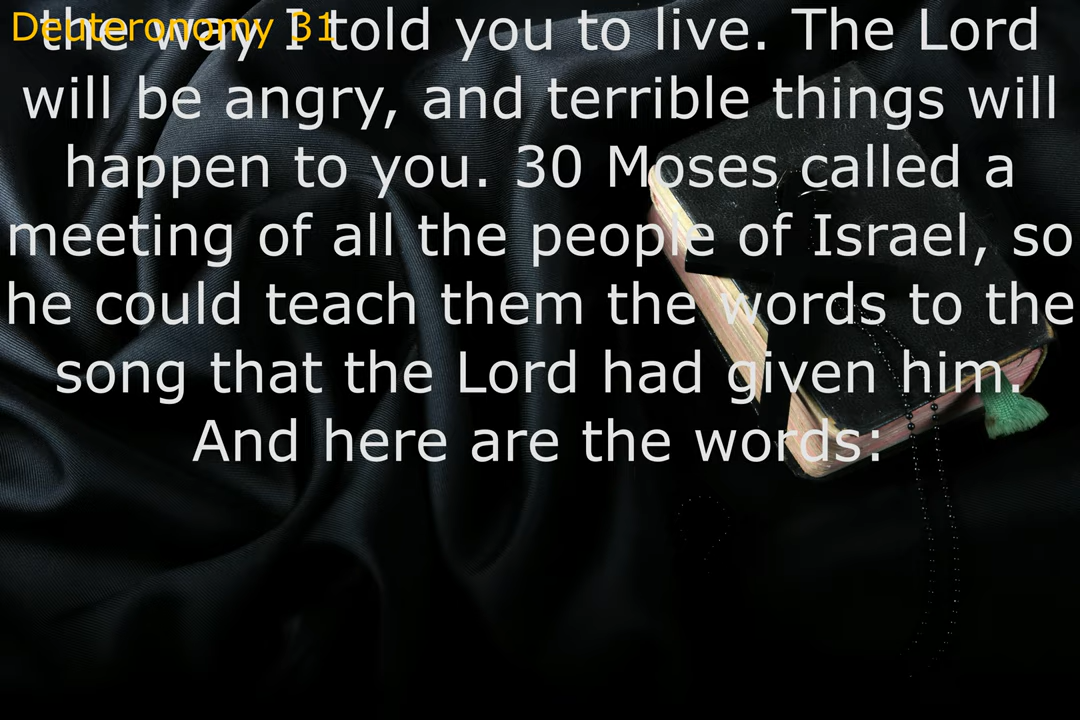 Deuteronomy 31
the way I told you to live. The Lord
will be angry, and terrible things will
happen to you. 30 Moses called a
meeting of all the people of Israel, so
he could teach them the words to the
song that the Lord had given him.
And here are the words: